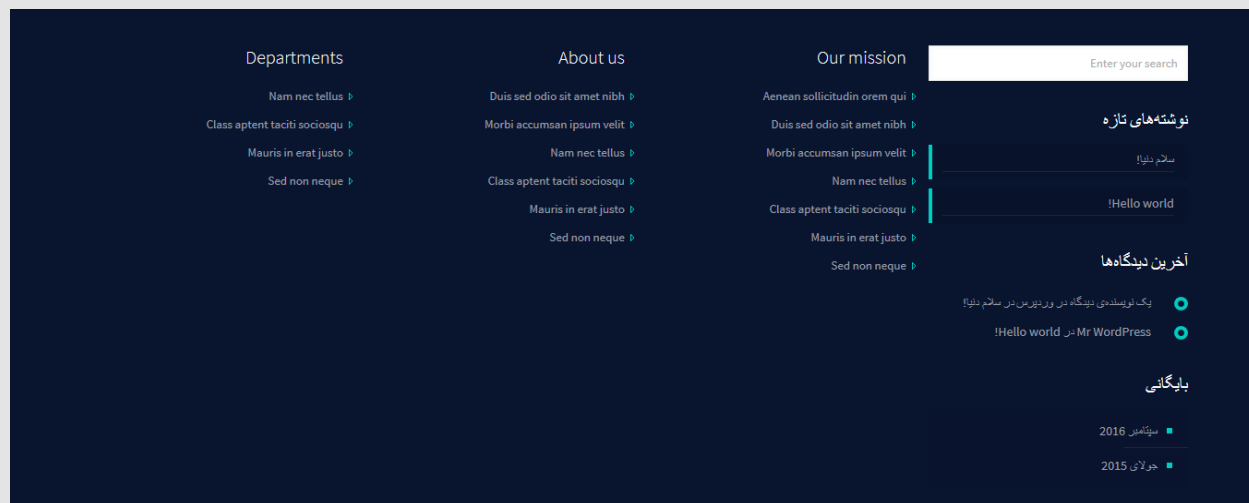 Enter your search
نوشته‌های تازه
سلام دنیا!
Hello world!
آخرین دیدگاه‌ها
یک نویسنده‌ی دیدگاه در وردپرس در سلام دنیا!
Mr WordPress در Hello world!
بایگانی
سپتامبر 2016
جولای 2015
Our mission
Aenean sollicitudin orem qui
Duis sed odio sit amet nibh
Morbi accumsan ipsum velit
Nam nec tellus
Class aptent taciti sociosqu
Mauris in erat justo
Sed non neque
About us
Duis sed odio sit amet nibh
Morbi accumsan ipsum velit
Nam nec tellus
Class aptent taciti sociosqu
Mauris in erat justo
Sed non neque
Departments
Nam nec tellus
Class aptent taciti sociosqu
Mauris in erat justo
Sed non neque